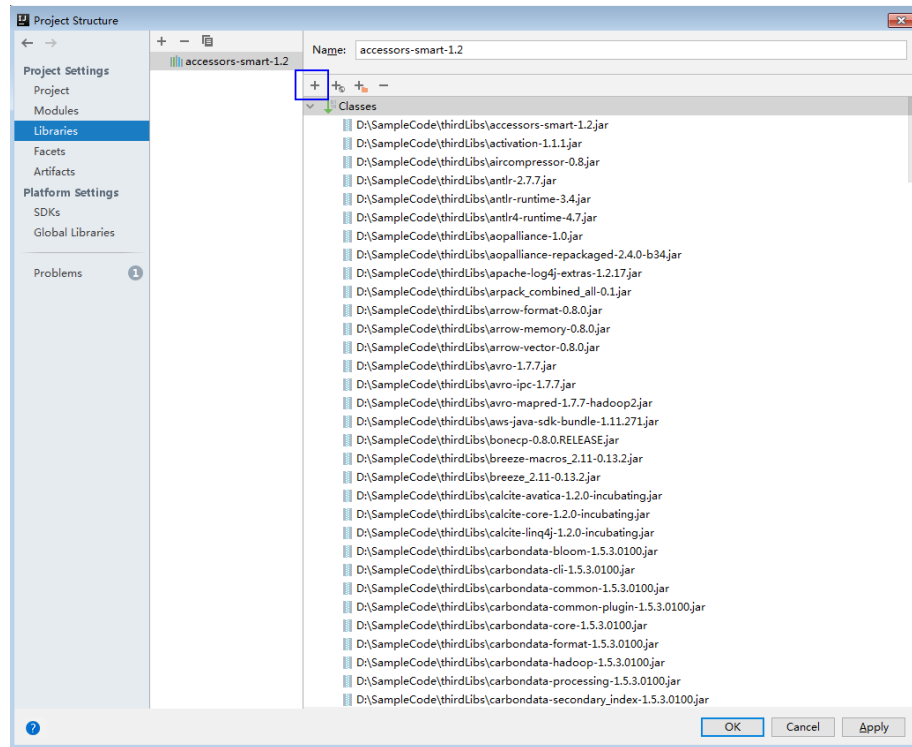 Project Structure
Project Settings
Project
Modules
Libraries
Facets
Artifacts
Platform Settings
SDKs
Global Libraries
Problems
1
accessors-smart-1.2
Name: accessors-smart-1.2
Classes
D:\SampleCode\thirdLibs\accessors-smart-1.2.jar
D:\SampleCode\thirdLibs\activation-1.1.1.jar
D:\SampleCode\thirdLibs\aircompressor-0.8.jar
D:\SampleCode\thirdLibs\antlr-2.7.7.jar
D:\SampleCode\thirdLibs\antlr-runtime-3.4.jar
D:\SampleCode\thirdLibs\antlr4-runtime-4.7.jar
D:\SampleCode\thirdLibs\aopalliance-1.0.jar
D:\SampleCode\thirdLibs\aopalliance-repackaged-2.4.0-b34.jar
D:\SampleCode\thirdLibs\apache-log4j-extras-1.2.17.jar
D:\SampleCode\thirdLibs\arpack_combined_all-0.1.jar
D:\SampleCode\thirdLibs\arrow-format-0.8.0.jar
D:\SampleCode\thirdLibs\arrow-memory-0.8.0.jar
D:\SampleCode\thirdLibs\arrow-vector-0.8.0.jar
D:\SampleCode\thirdLibs\avro-1.7.7.jar
D:\SampleCode\thirdLibs\avro-ipc-1.7.7.jar
D:\SampleCode\thirdLibs\avro-mapred-1.7.7-hadoop2.jar
D:\SampleCode\thirdLibs\aws-java-sdk-bundle-1.11.271.jar
D:\SampleCode\thirdLibs\bonecp-0.8.0.RELEASE.jar
D:\SampleCode\thirdLibs\breeze-macros_2.11-0.13.2.jar
D:\SampleCode\thirdLibs\breeze_2.11-0.13.2.jar
D:\SampleCode\thirdLibs\calcite-avatica-1.2.0-incubating.jar
D:\SampleCode\thirdLibs\calcite-core-1.2.0-incubating.jar
D:\SampleCode\thirdLibs\calcite-linq4j-1.2.0-incubating.jar
D:\SampleCode\thirdLibs\carbondata-bloom-1.5.3.0100.jar
D:\SampleCode\thirdLibs\carbondata-cli-1.5.3.0100.jar
D:\SampleCode\thirdLibs\carbondata-common-1.5.3.0100.jar
D:\SampleCode\thirdLibs\carbondata-common-plugin-1.5.3.0100.jar
D:\SampleCode\thirdLibs\carbondata-core-1.5.3.0100.jar
D:\SampleCode\thirdLibs\carbondata-format-1.5.3.0100.jar
D:\SampleCode\thirdLibs\carbondata-hadoop-1.5.3.0100.jar
D:\SampleCode\thirdLibs\carbondata-processing-1.5.3.0100.jar
D:\SampleCode\thirdLibs\carbondata-secondary_index-1.5.3.0100.jar
?
OK
Cancel
Apply